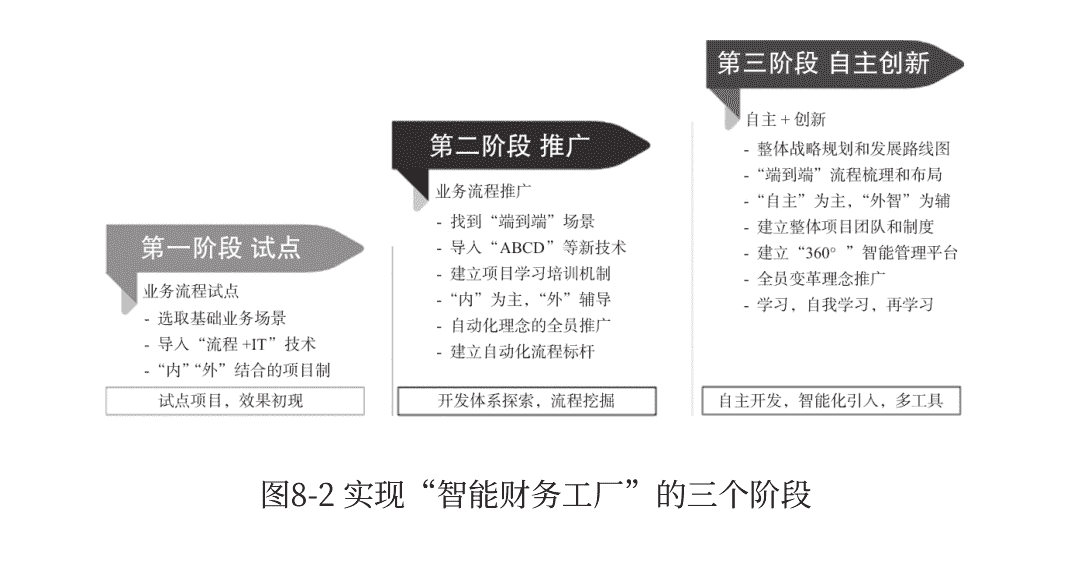 第一阶段 试点
业务流程试点
- 选取基础业务场景
- 导入“流程+IT”技术
- “内”“外”结合的项目制
试点项目，效果初现
第二阶段 推广
业务流程推广
- 找到“端到端”场景
- 导入“ABCD”等新技术
- 建立项目学习培训机制
- “内”为主，“外”辅导
- 自动化理念的全员推广
- 建立自动化流程标杆
开发体系探索，流程挖掘
第三阶段 自主创新
自主+创新
- 整体战略规划和发展路线图
- “端到端”流程梳理和布局
- “自主”为主，“外智”为辅
- 建立整体项目团队和制度
- 建立“360°”智能管理平台
- 全员变革理念推广
- 学习，自我学习，再学习
自主开发，智能化引入，多工具
图8-2 实现“智能财务工厂”的三个阶段